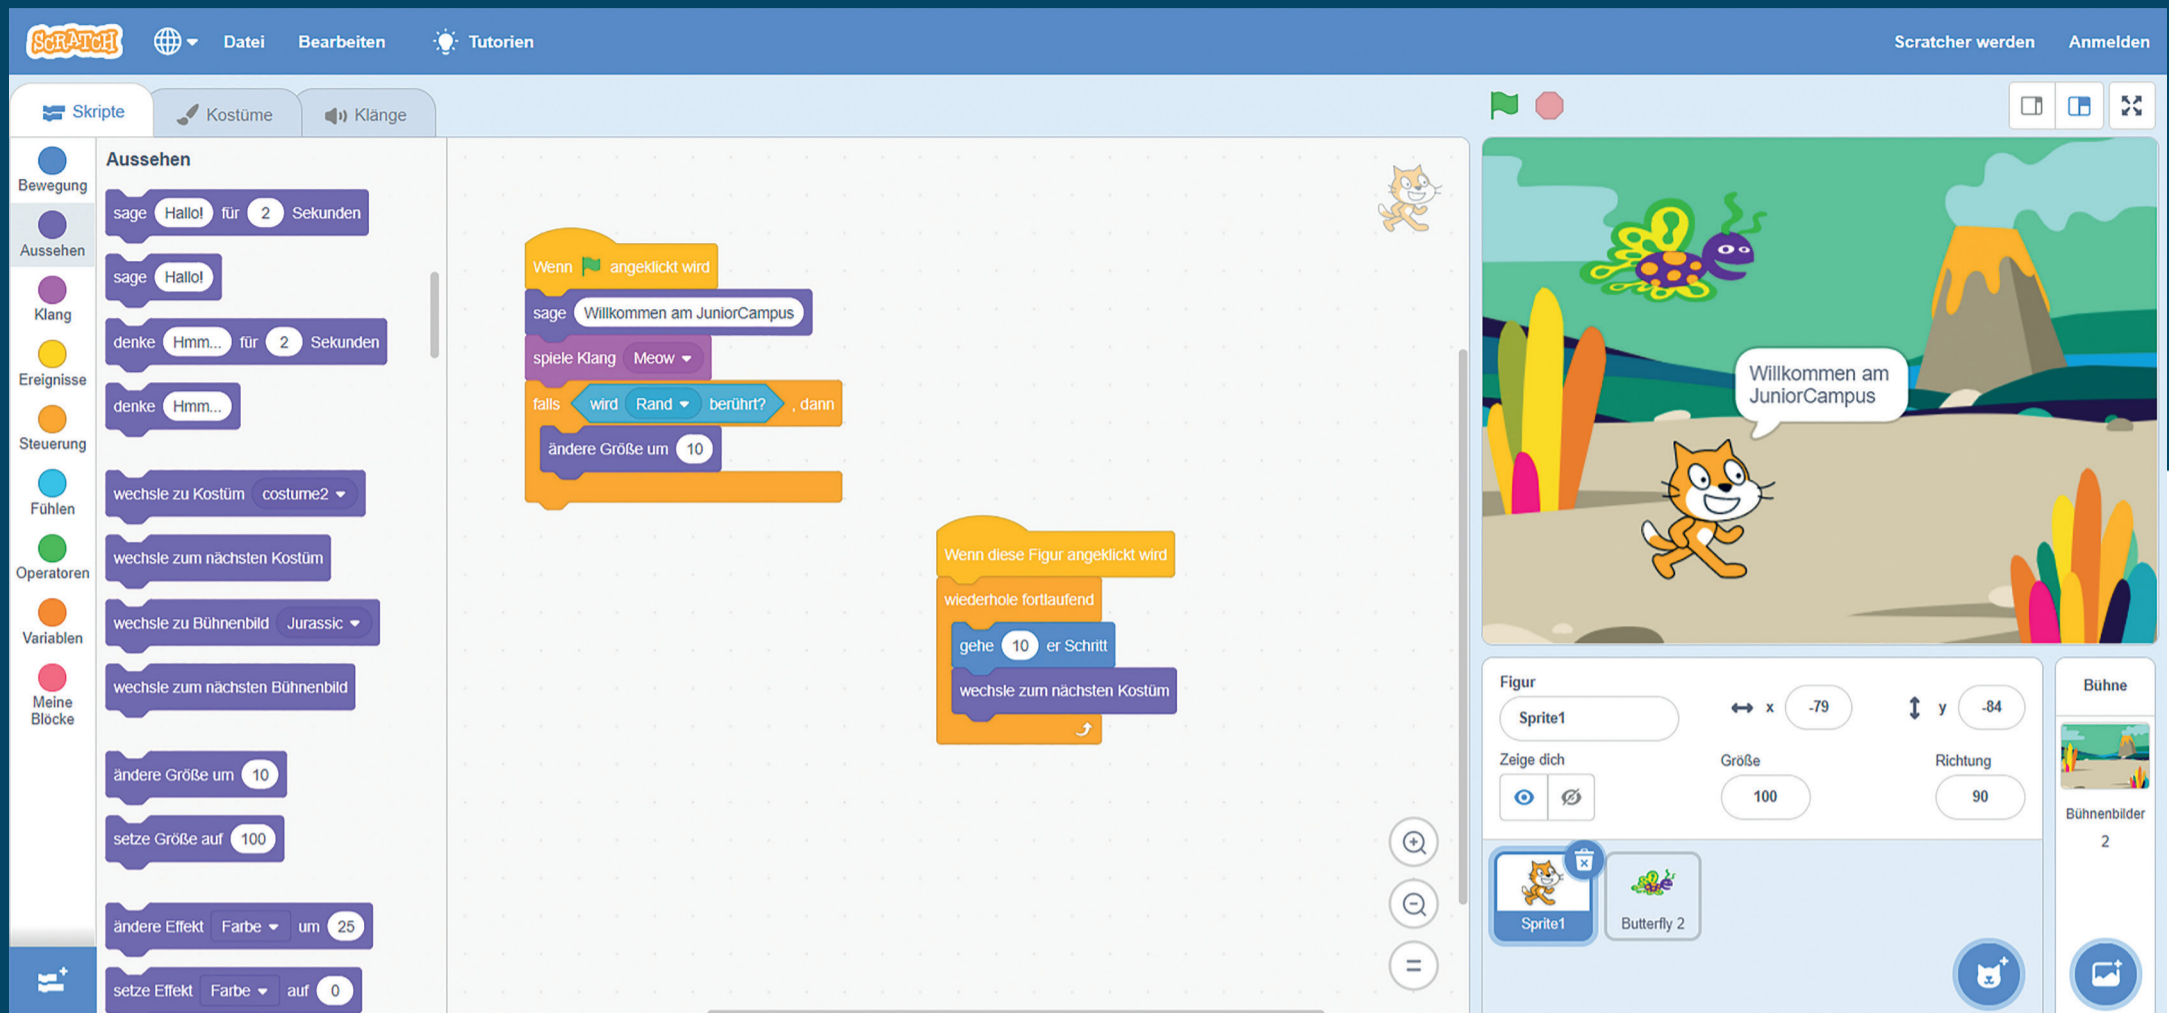 SCRATCH Datei Bearbeiten Tutorien Scratcher werden Anmelden
Skripte Kostüme Klänge
Bewegung
Aussehen
Klang
Ereignisse
Steuerung
Fühlen
Operatoren
Variablen
Meine
Blöcke
Aussehen
sage Hallo! für 2 Sekunden
sage Hallo!
denke Hmm... für 2 Sekunden
denke Hmm...
wechsle zu Kostüm costume2
wechsle zum nächsten Kostüm
wechsle zu Bühnenbild Jurassic
wechsle zum nächsten Bühnenbild
ändere Größe um 10
setze Größe auf 100
ändere Effekt Farbe um 25
setze Effekt Farbe auf 0
Wenn angeklickt wird
sage Willkommen am JuniorCampus
spiele Klang Meow
falls wird Rand berührt? , dann
ändere Größe um 10
Wenn diese Figur angeklickt wird
wiederhole fortlaufend
gehe 10 er Schritt
wechsle zum nächsten Kostüm
Willkommen am
JuniorCampus
Figur
Sprite1 x -79 y -84
Zeige dich Größe Richtung
100 90
Sprite1 Butterfly 2
Bühne
Bühnenbilder
2